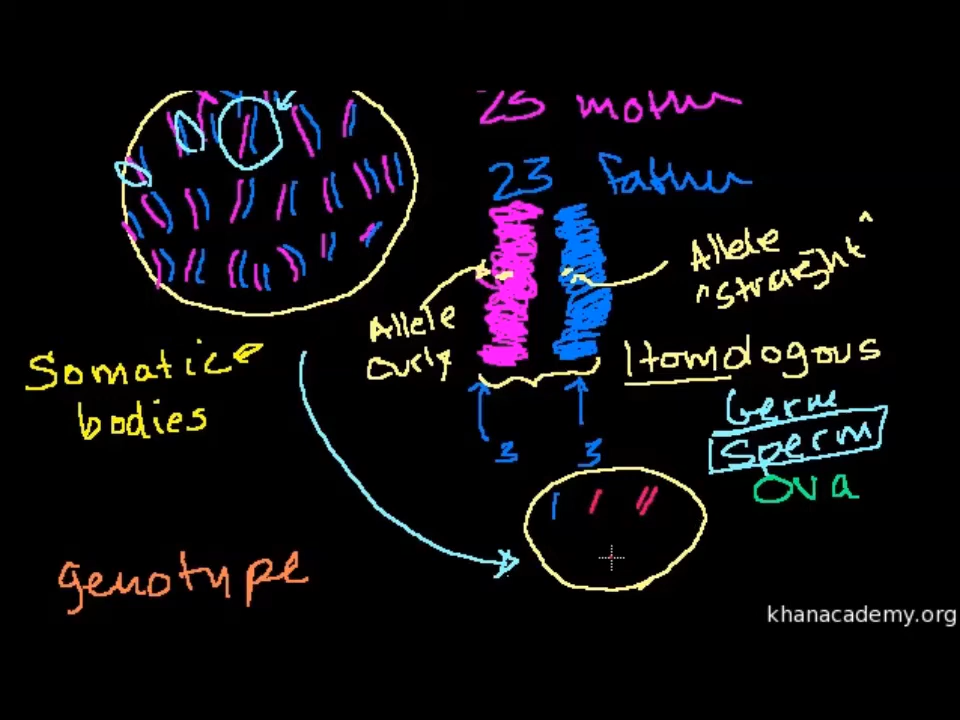 23 mother
23 Father
Allele
"straight"
Allele
curly
Homologous
Somatic
bodies
Germ
Sperm
Ova
3 3
genotype
khanacademy.org